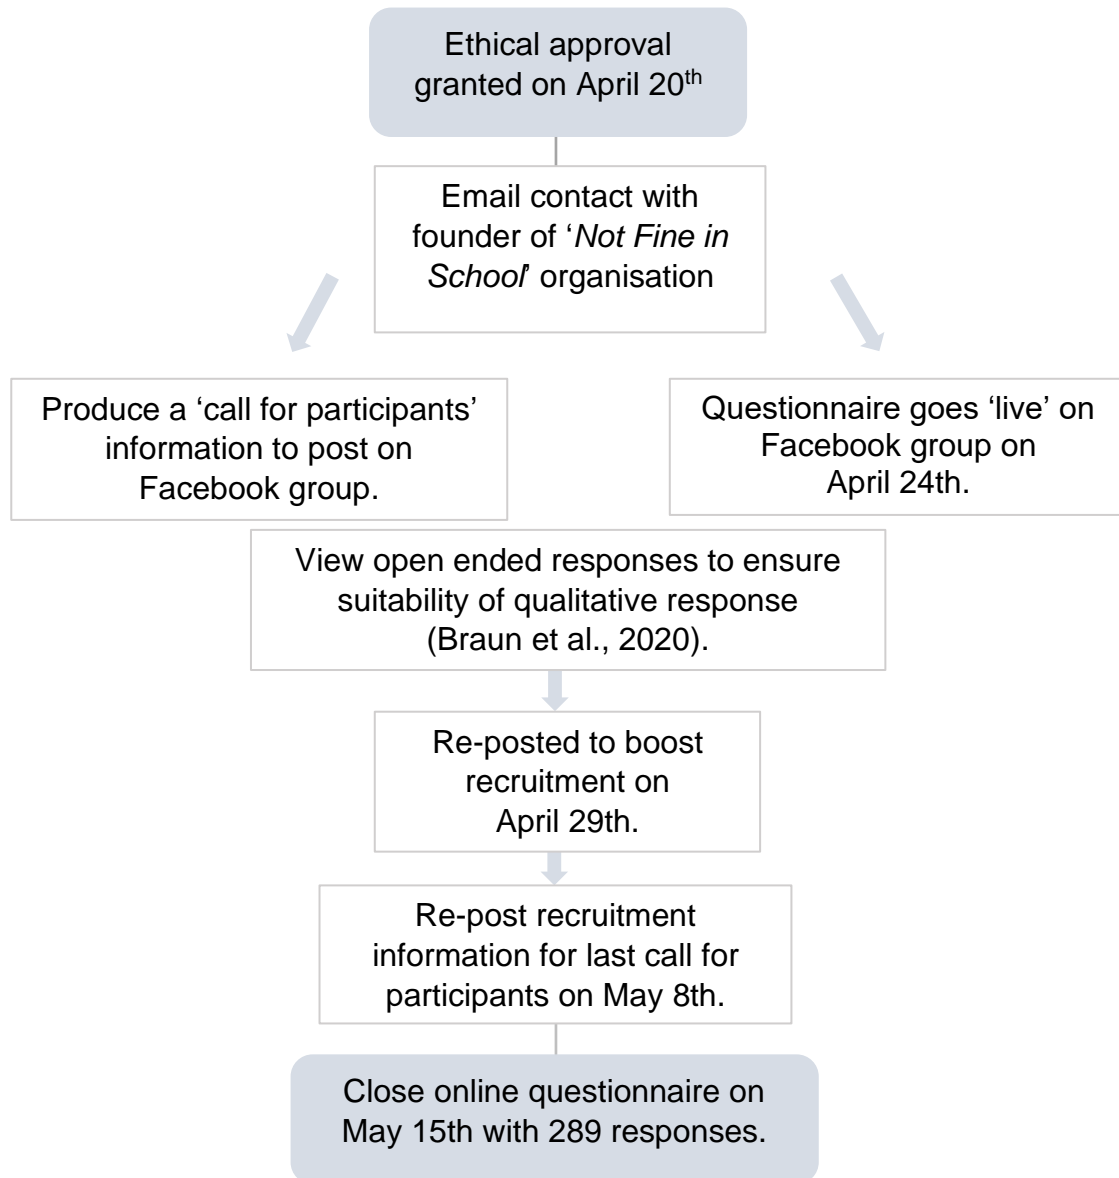 Ethical approval
granted on April 20th
Email contact with
founder of ‘Not Fine in
School’ organisation
Produce a ‘call for participants’
information to post on
Facebook group.
Questionnaire goes ‘live’ on
Facebook group on
April 24th.
View open ended responses to ensure
suitability of qualitative response
(Braun et al., 2020).
Re-posted to boost
recruitment on
April 29th.
Re-post recruitment
information for last call for
participants on May 8th.
Close online questionnaire on
May 15th with 289 responses.